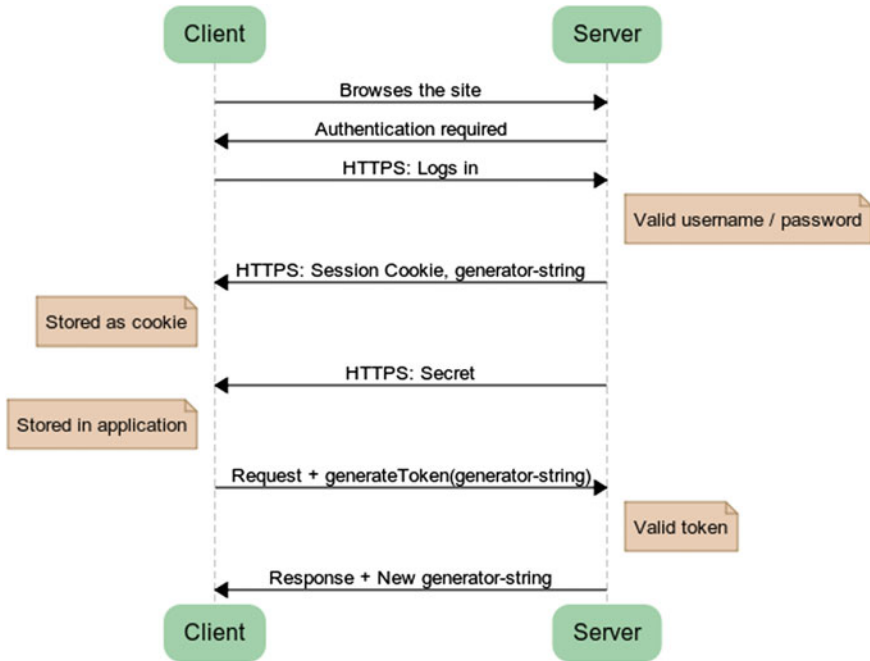 Client
Server
Browses the site
Authentication required
HTTPS: Logs in
Valid username / password
HTTPS: Session Cookie, generator-string
Stored as cookie
HTTPS: Secret
Stored in application
Request + generateToken(generator-string)
Valid token
Response + New generator-string
Client
Server